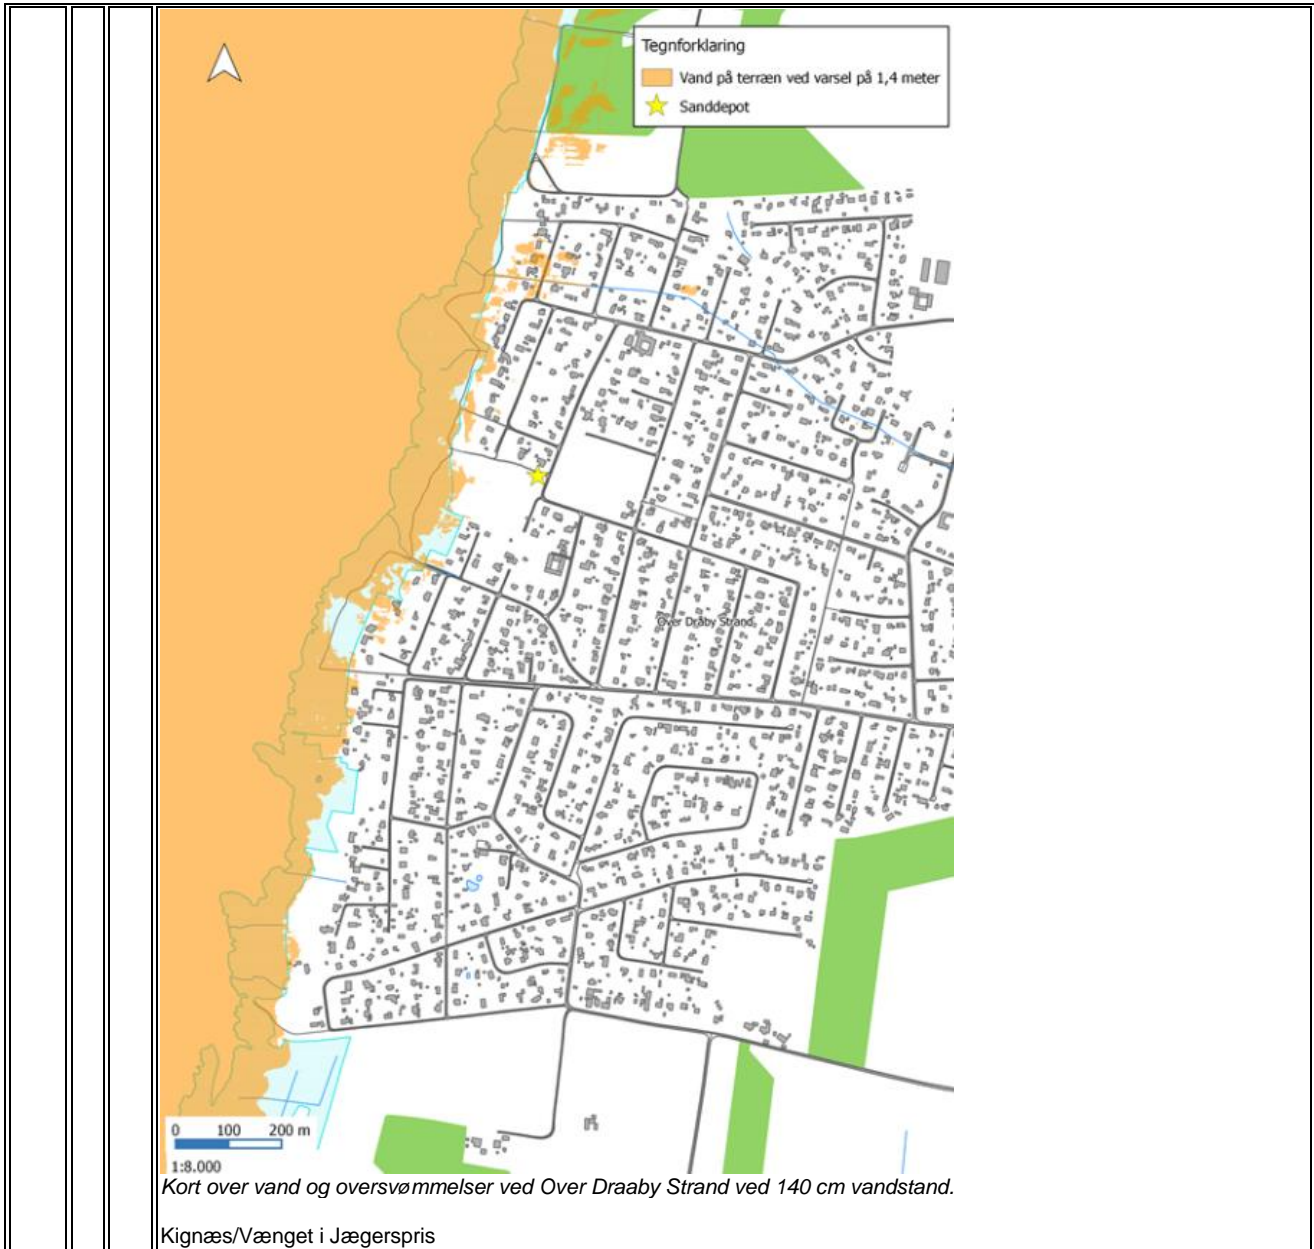 Tegnforklaring
Vand på terræn ved varsel på 1,4 meter
Sanddepot
Over Dråby Strand
0 100 200 m
1:8.000
Kort over vand og oversvømmelser ved Over Draaby Strand ved 140 cm vandstand.
Kignæs/Vænget i Jægerspris